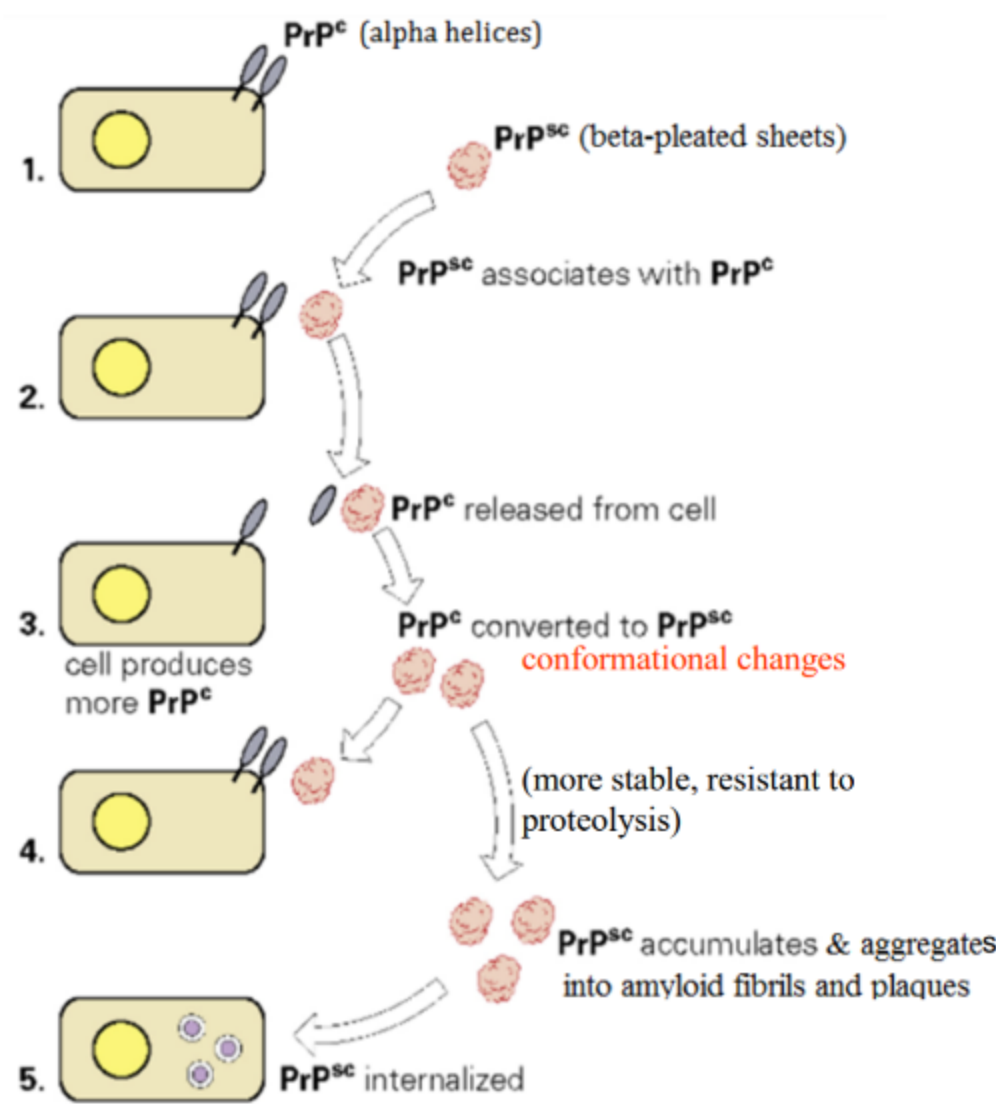 PrPᶜ (alpha helices)
1.
PrPˢᶜ (beta-pleated sheets)
PrPˢᶜ associates with PrPᶜ
2.
PrPᶜ released from cell
3.
PrPᶜ converted to PrPˢᶜ
conformational changes
cell produces
more PrPᶜ
(more stable, resistant to
proteolysis)
4.
PrPˢᶜ accumulates & aggregates
into amyloid fibrils and plaques
5.
PrPˢᶜ internalized